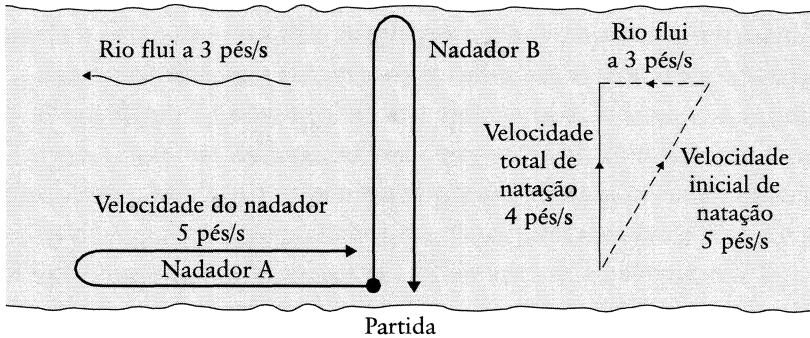 Rio flui a 3 pés/s
Nadador B
Rio flui
a 3 pés/s
Velocidade
total de
natação
4 pés/s
Velocidade
inicial de
natação
5 pés/s
Velocidade do nadador
5 pés/s
Nadador A
Partida